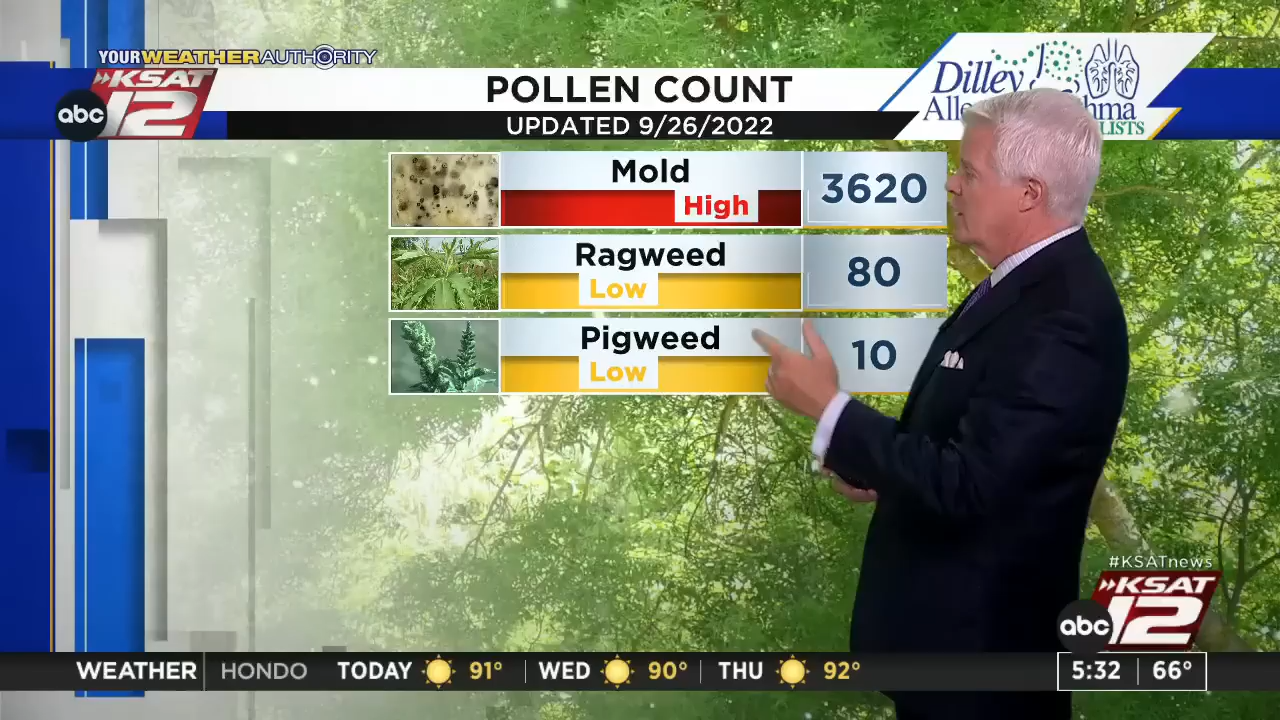 YOUR WEATHER AUTHORITY
KSAT
abc 12
POLLEN COUNT
UPDATED 9/26/2022
Dilley
LISTS
Mold
High
3620
Ragweed
Low
80
Pigweed
Low
10
#KSATnews
KSAT
abc 12
WEATHER HONDO TODAY 91° WED 90° THU 92° 5:32 66°